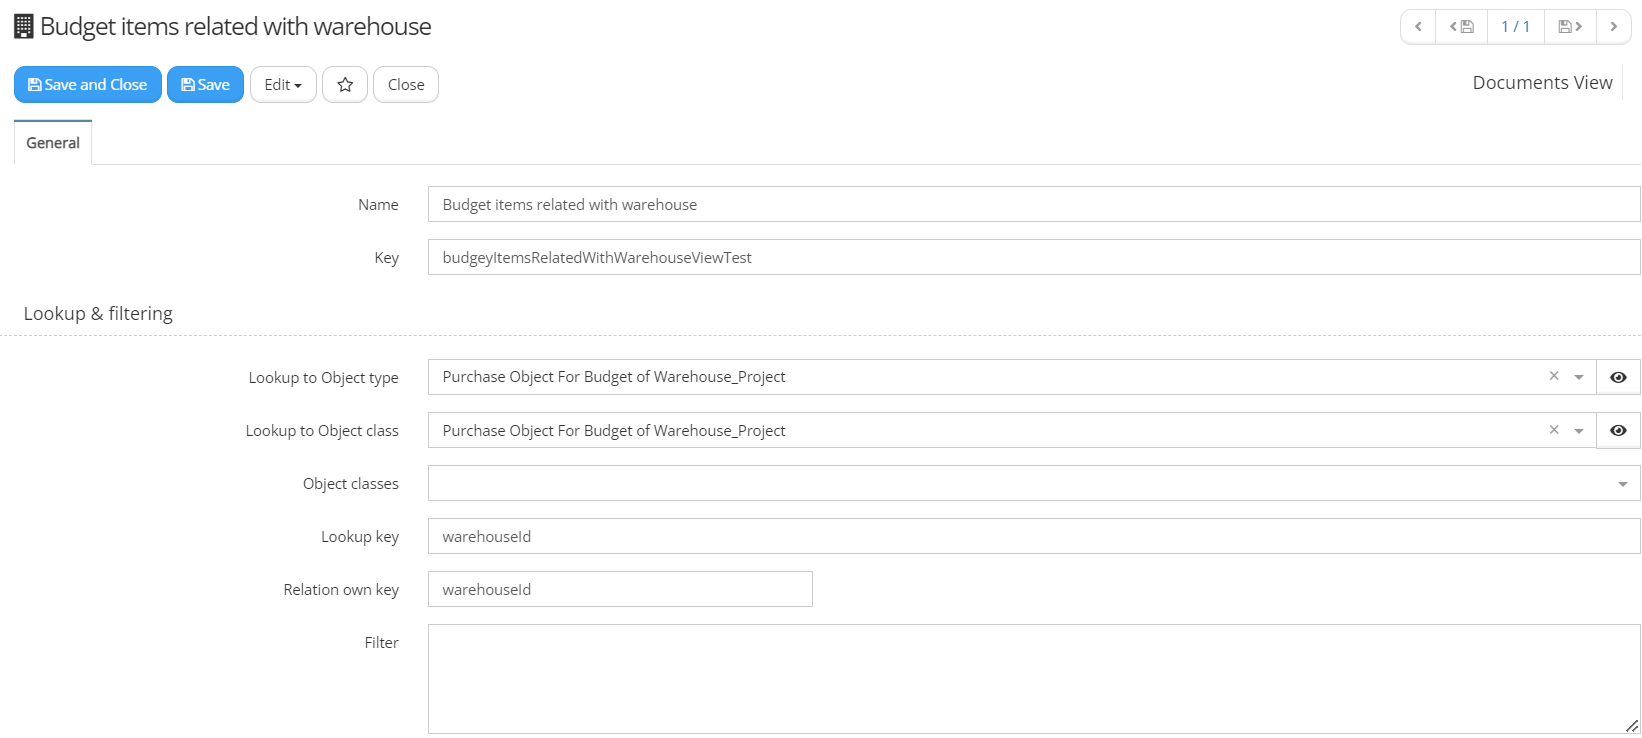 Budget items related with warehouse
1 / 1
Save and Close
Save
Edit
Close
Documents View
General
Name
Budget items related with warehouse
Key
budgeyItemsRelatedWithWarehouseViewTest
Lookup & filtering
Lookup to Object type
Purchase Object For Budget of Warehouse_Project
Lookup to Object class
Purchase Object For Budget of Warehouse_Project
Object classes
Lookup key
warehouseId
Relation own key
warehouseId
Filter